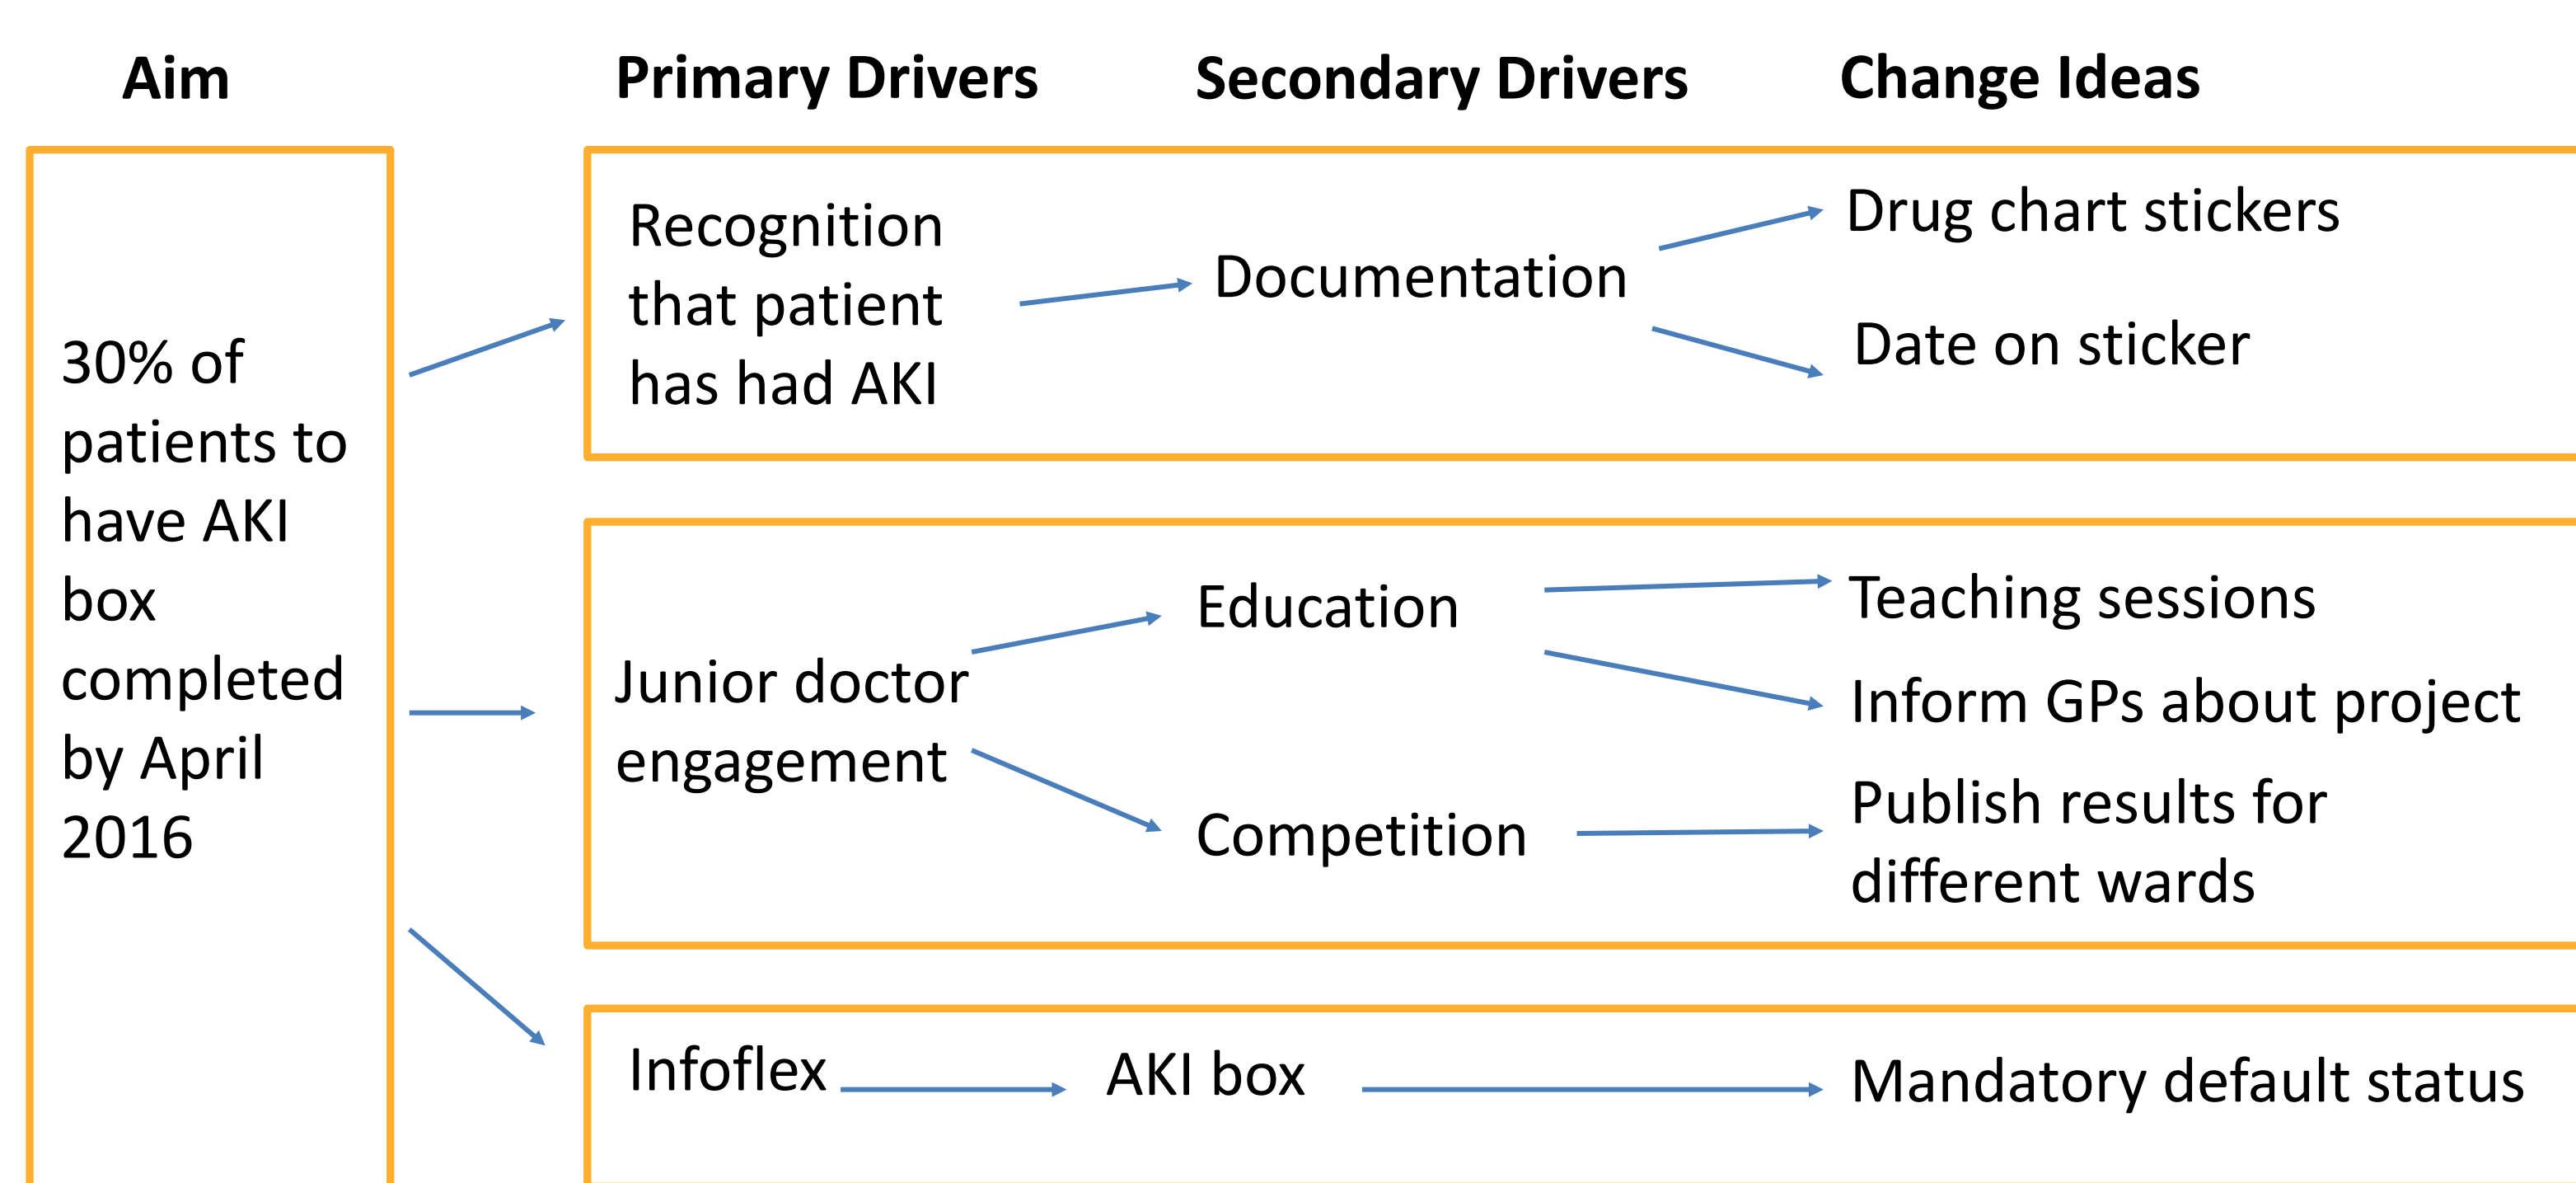 Aim
Primary Drivers
Secondary Drivers
Change Ideas
30% of
patients to
have AKI
box
completed
by April
2016
Recognition
that patient
has had AKI
Documentation
Drug chart stickers
Date on sticker
Junior doctor
engagement
Education
Competition
Teaching sessions
Inform GPs about project
Publish results for
different wards
Infoflex
AKI box
Mandatory default status